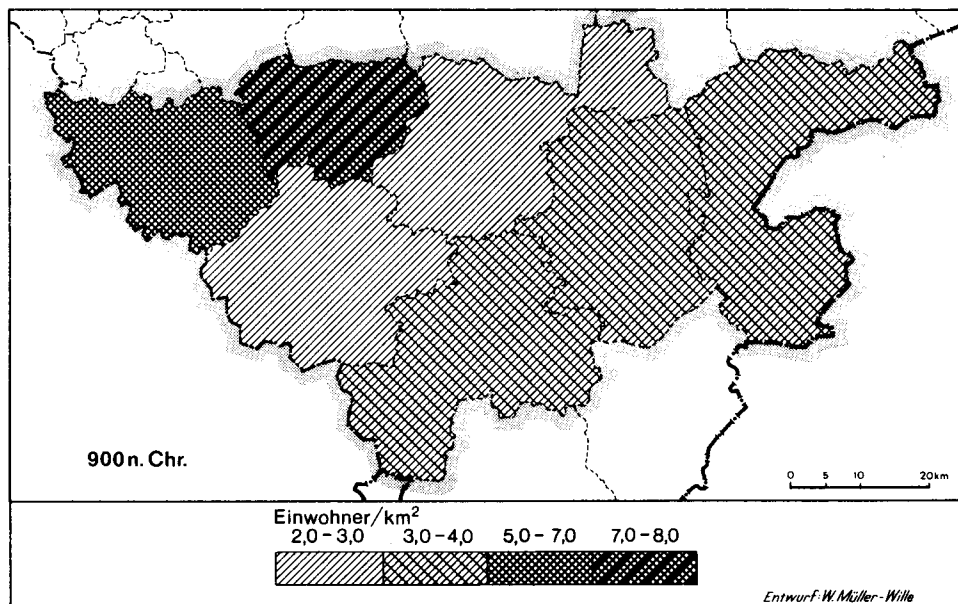 900 n. Chr.
0 5 10 20km
Einwohner/km²
2,0-3,0 3,0-4,0 5,0-7,0 7,0-8,0
Entwurf: W. Müller-Wille